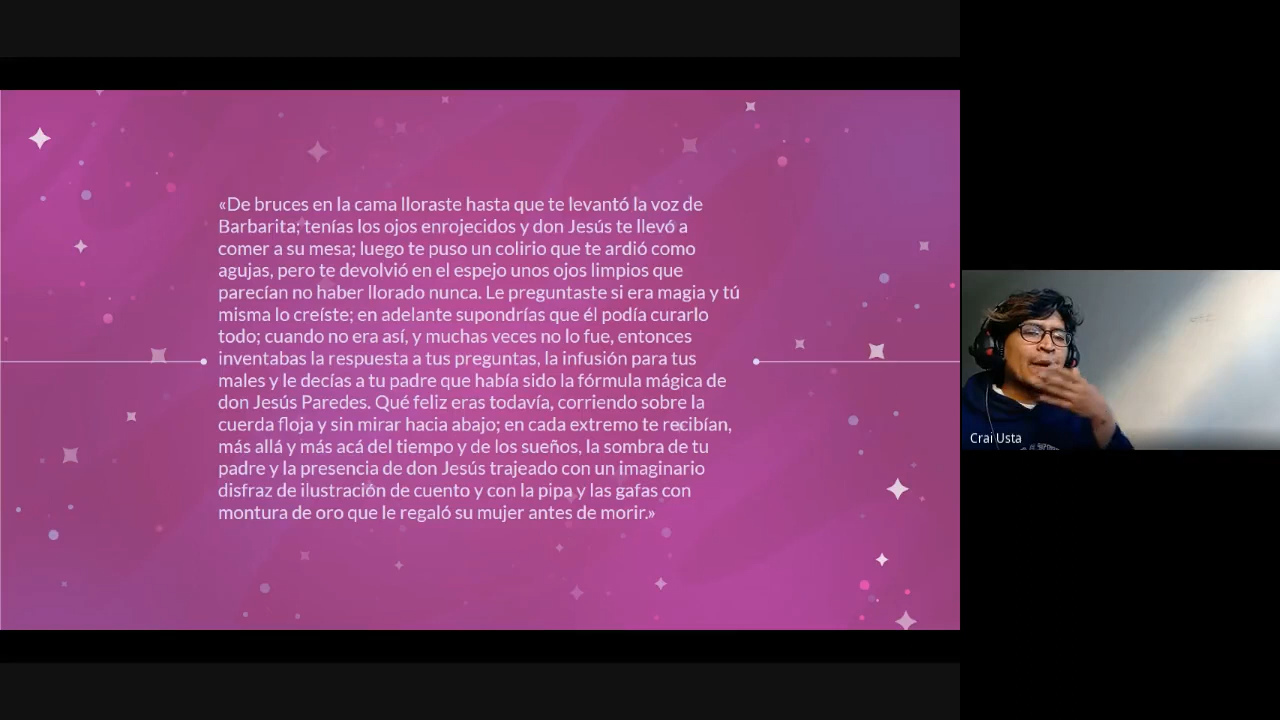 «De bruces en la cama lloraste hasta que te levantó la voz de
Barbarita; tenías los ojos enrojecidos y don Jesús te llevó a
comer a su mesa; luego te puso un colirio que te ardió como
agujas, pero te devolvió en el espejo unos ojos limpios que
parecían no haber llorado nunca. Le preguntaste si era magia y tú
misma lo creíste; en adelante supondrías que él podía curarlo
todo; cuando no era así, y muchas veces no lo fue, entonces
inventabas la respuesta a tus preguntas, la infusión para tus
males y le decías a tu padre que había sido la fórmula mágica de
don Jesús Paredes. Qué feliz eras todavía, corriendo sobre la
cuerda floja y sin mirar hacia abajo; en cada extremo te recibían,
más allá y más acá del tiempo y de los sueños, la sombra de tu
padre y la presencia de don Jesús trajeado con un imaginario
disfraz de ilustración de cuento y con la pipa y las gafas con
montura de oro que le regaló su mujer antes de morir.»
Crai Usta